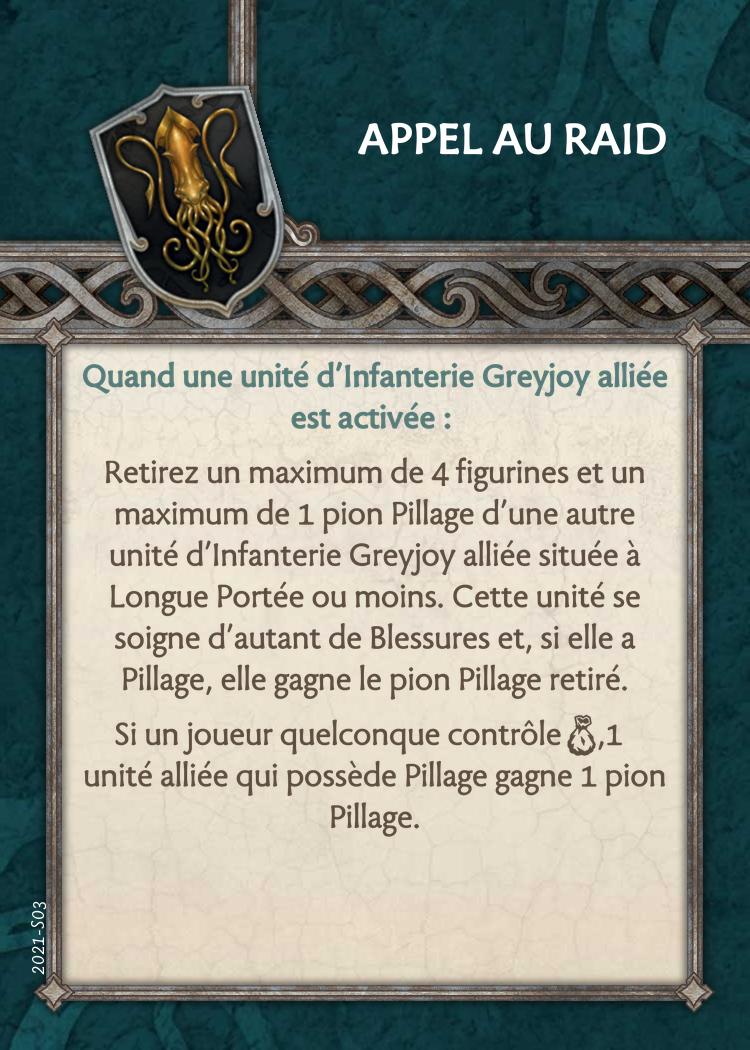 APPEL AU RAID
Quand une unité d'Infanterie Greyjoy alliée
est activée :
Retirez un maximum de 4 figurines et un
maximum de 1 pion Pillage d'une autre
unité d'Infanterie Greyjoy alliée située à
Longue Portée ou moins. Cette unité se
soigne d'autant de Blessures et, si elle a
Pillage, elle gagne le pion Pillage retiré.
Si un joueur quelconque contrôle ,1
unité alliée qui possède Pillage gagne 1 pion
Pillage.
2021-S03